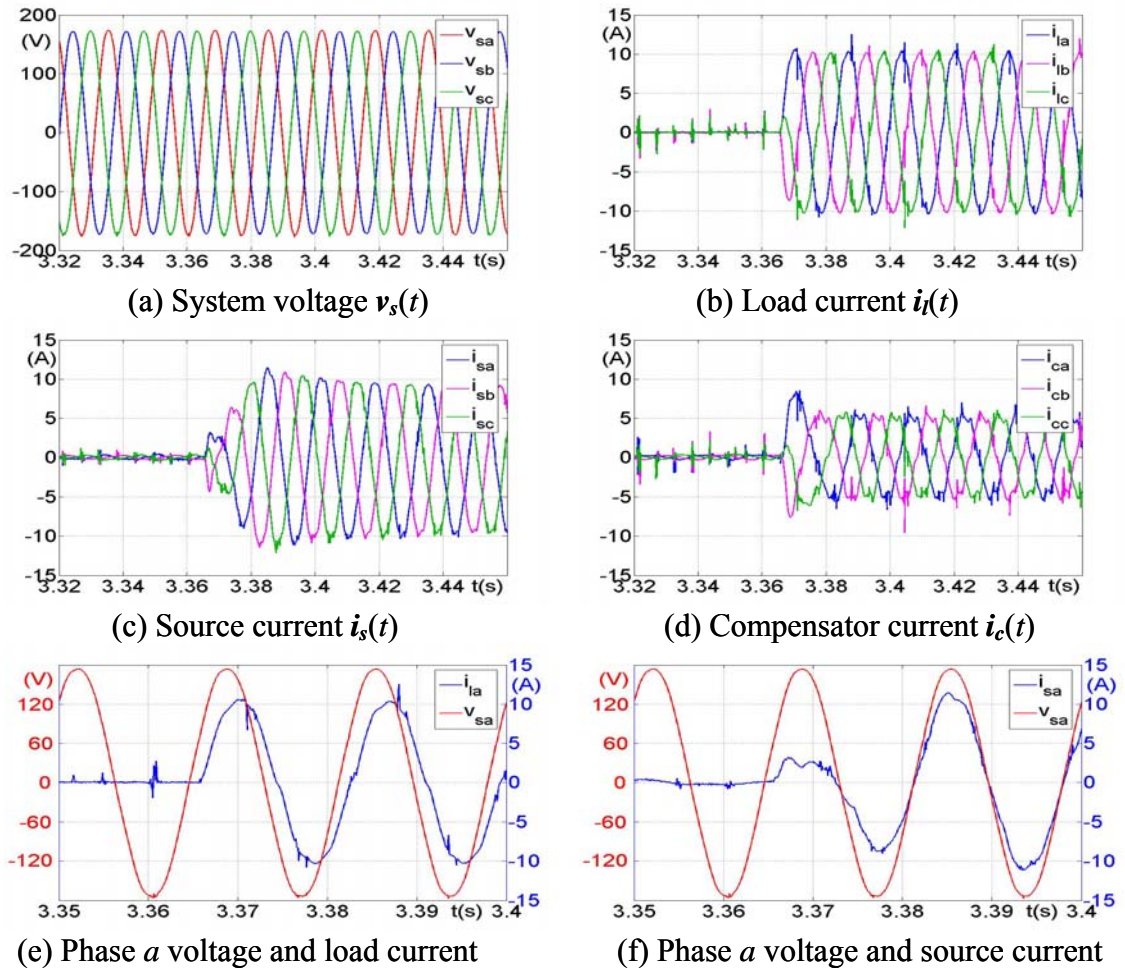 200
(V)
100
0
-100
-200
3.32 3.34 3.36 3.38 3.4 3.42 3.44 t(s)
v_sa
v_sb
v_sc
(a) System voltage v_s(t)
15
(A)
10
5
0
-5
-10
-15
3.32 3.34 3.36 3.38 3.4 3.42 3.44 t(s)
i_la
i_lb
i_lc
(b) Load current i_l(t)
15
(A)
10
5
0
-5
-10
-15
3.32 3.34 3.36 3.38 3.4 3.42 3.44 t(s)
i_sa
i_sb
i_sc
(c) Source current i_s(t)
15
(A)
10
5
0
-5
-10
-15
3.32 3.34 3.36 3.38 3.4 3.42 3.44 t(s)
i_ca
i_cb
i_cc
(d) Compensator current i_c(t)
(V)
120
60
0
-60
-120
i_la
v_sa
15
(A)
10
5
0
-5
-10
-15
3.35 3.36 3.37 3.38 3.39 t(s) 3.4
(e) Phase a voltage and load current
(V)
120
60
0
-60
-120
i_sa
v_sa
15
(A)
10
5
0
-5
-10
-15
3.35 3.36 3.37 3.38 3.39 t(s) 3.4
(f) Phase a voltage and source current